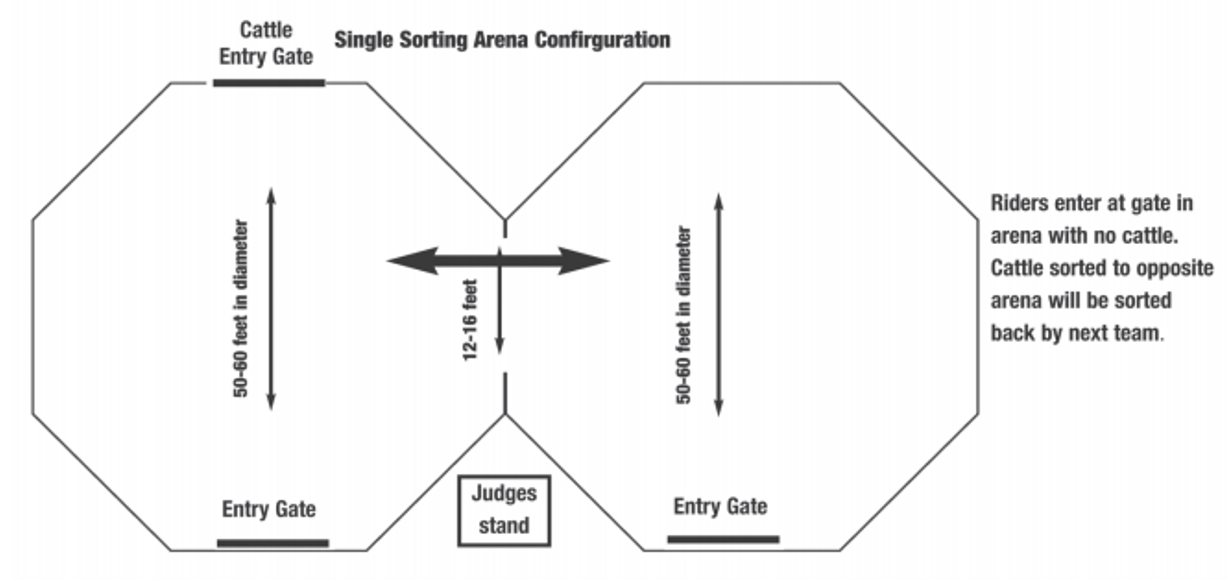 Cattle
Entry Gate
Single Sorting Arena Confirguration
50-60 feet in diameter
12-16 feet
50-60 feet in diameter
Riders enter at gate in
arena with no cattle.
Cattle sorted to opposite
arena will be sorted
back by next team.
Entry Gate
Judges
stand
Entry Gate